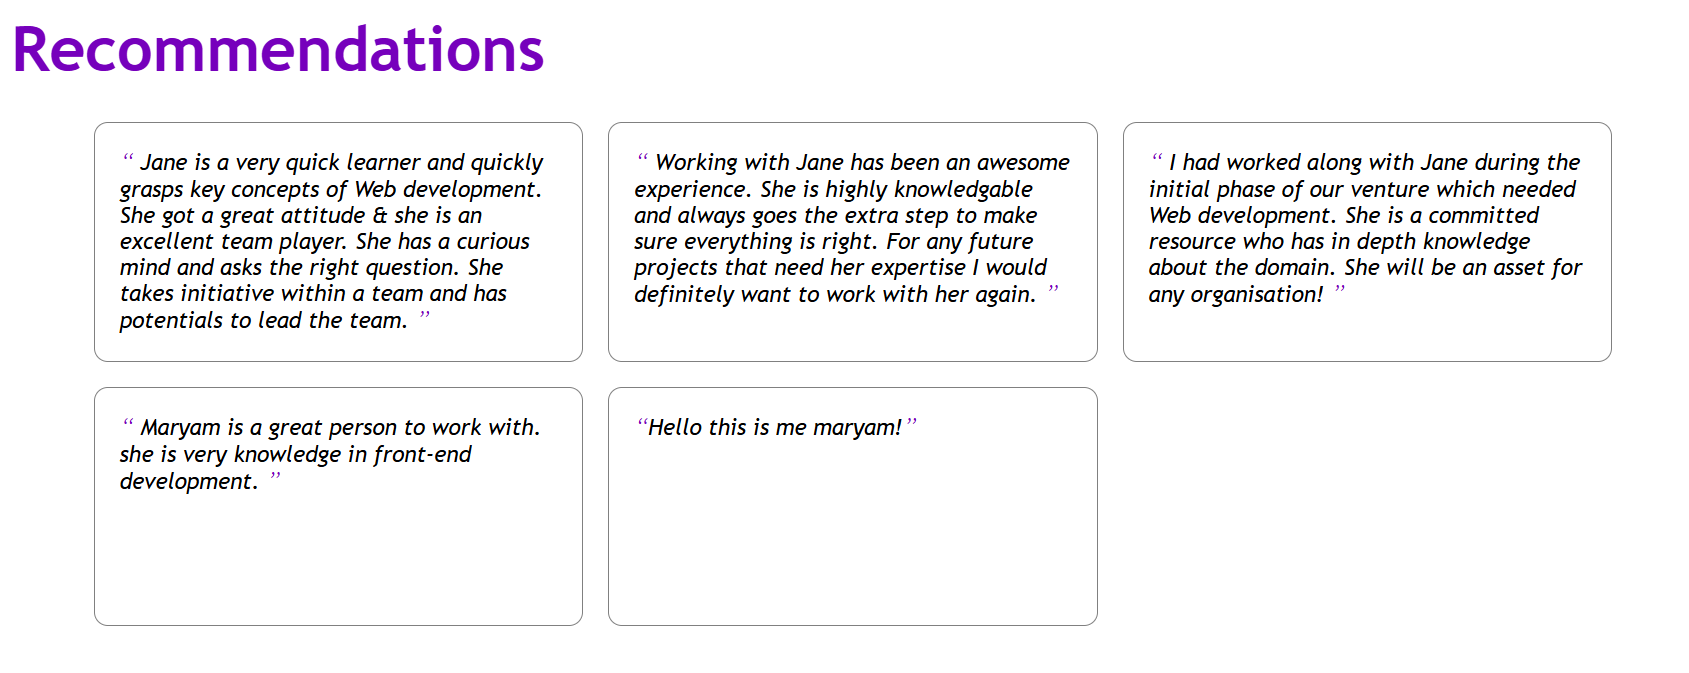 Recommendations
“ Jane is a very quick learner and quickly
grasps key concepts of Web development.
She got a great attitude & she is an
excellent team player. She has a curious
mind and asks the right question. She
takes initiative within a team and has
potentials to lead the team. ”
“ Working with Jane has been an awesome
experience. She is highly knowledgable
and always goes the extra step to make
sure everything is right. For any future
projects that need her expertise I would
definitely want to work with her again. ”
“ I had worked along with Jane during the
initial phase of our venture which needed
Web development. She is a committed
resource who has in depth knowledge
about the domain. She will be an asset for
any organisation! ”
“ Maryam is a great person to work with.
she is very knowledge in front-end
development. ”
“Hello this is me maryam!”